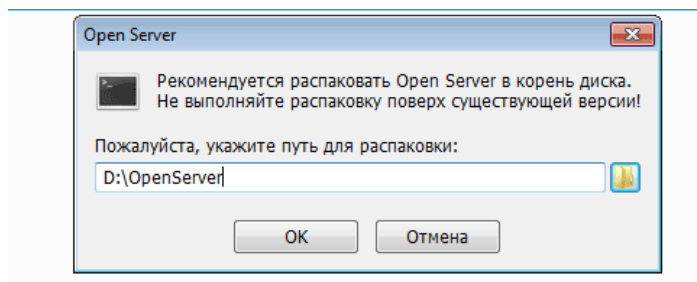 Open Server
Рекомендуется распаковать Open Server в корень диска.
Не выполняйте распаковку поверх существующей версии!
Пожалуйста, укажите путь для распаковки:
D:\OpenServer
OK
Отмена